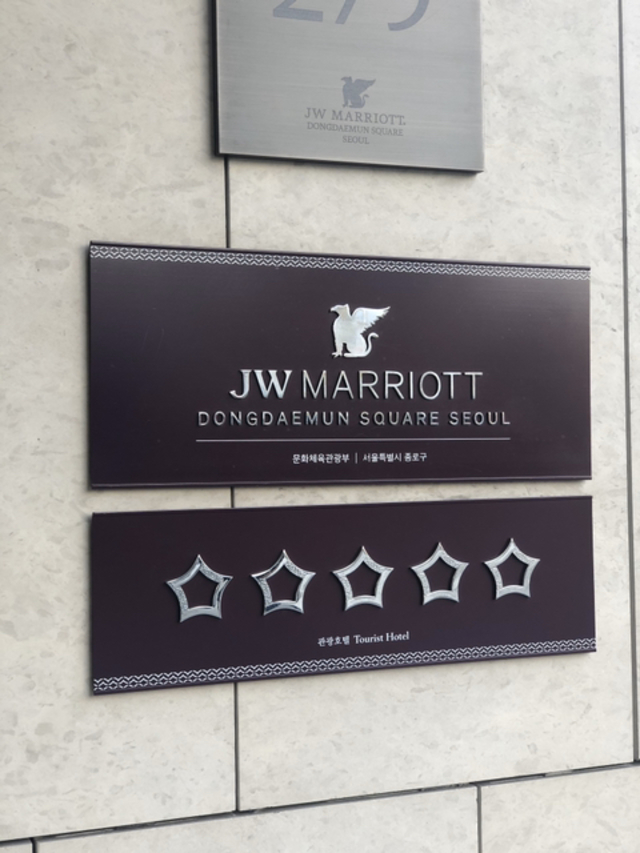 JW MARRIOTT.
DONGDAEMUN SQUARE
SEOUL
JW MARRIOTT
DONGDAEMUN SQUARE SEOUL
문화체육관광부 | 서울특별시 종로구
관광호텔 Tourist Hotel